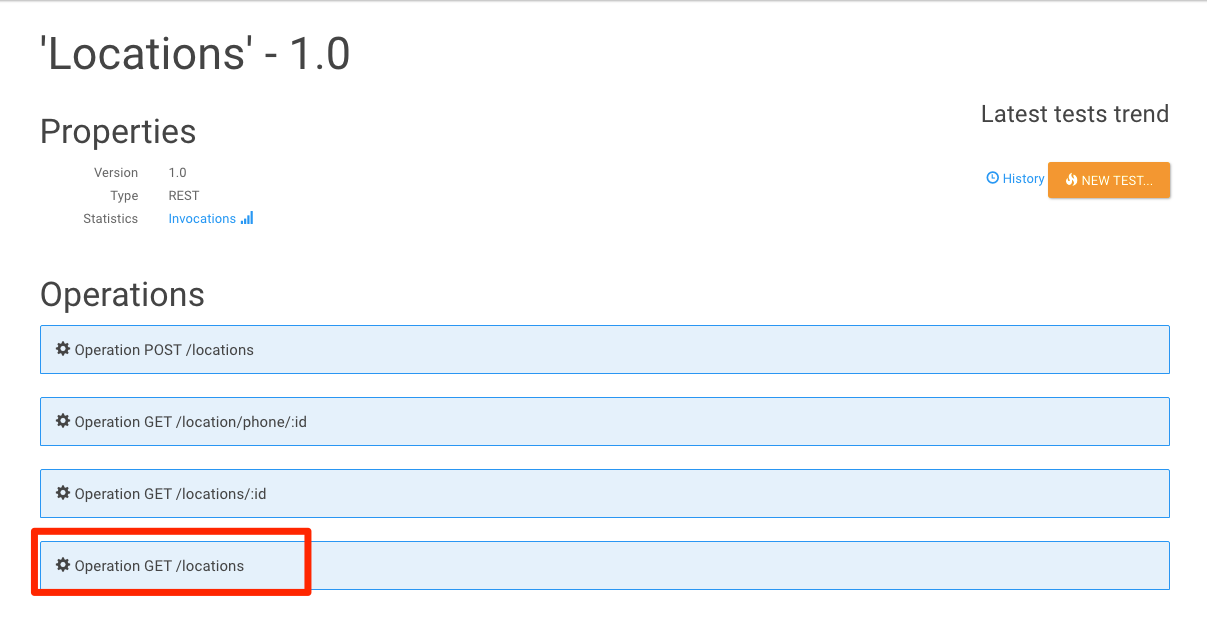 'Locations' - 1.0
Latest tests trend
Properties
Version 1.0
Type REST
Statistics Invocations
History NEW TEST...
Operations
Operation POST /locations
Operation GET /location/phone/:id
Operation GET /locations/:id
Operation GET /locations